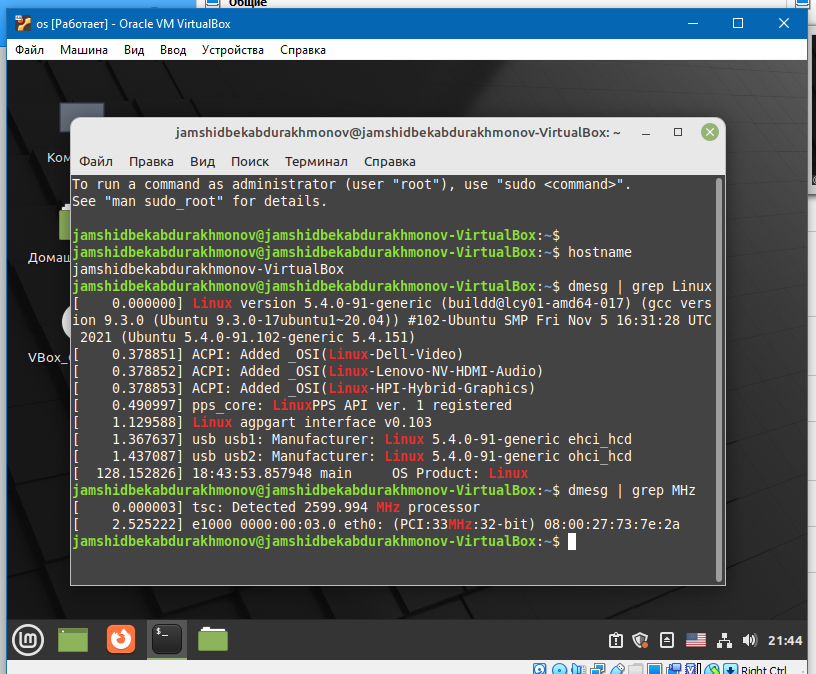 Общие
os [Работает] - Oracle VM VirtualBox
Файл Машина Вид Ввод Устройства Справка
jamshidbekabdurakhmonov@jamshidbekabdurakhmonov-VirtualBox: ~
Файл Правка Вид Поиск Терминал Справка
To run a command as administrator (user "root"), use "sudo <command>".
See "man sudo_root" for details.
jamshidbekabdurakhmonov@jamshidbekabdurakhmonov-VirtualBox:~$
jamshidbekabdurakhmonov@jamshidbekabdurakhmonov-VirtualBox:~$ hostname
jamshidbekabdurakhmonov-VirtualBox
jamshidbekabdurakhmonov@jamshidbekabdurakhmonov-VirtualBox:~$ dmesg | grep Linux
[    0.000000] Linux version 5.4.0-91-generic (buildd@lcy01-amd64-017) (gcc vers
ion 9.3.0 (Ubuntu 9.3.0-17ubuntu1~20.04)) #102-Ubuntu SMP Fri Nov 5 16:31:28 UTC
2021 (Ubuntu 5.4.0-91.102-generic 5.4.151)
[    0.378851] ACPI: Added _OSI(Linux-Dell-Video)
[    0.378852] ACPI: Added _OSI(Linux-Lenovo-NV-HDMI-Audio)
[    0.378853] ACPI: Added _OSI(Linux-HPI-Hybrid-Graphics)
[    0.490997] pps_core: LinuxPPS API ver. 1 registered
[    1.129588] Linux agpgart interface v0.103
[    1.367637] usb usb1: Manufacturer: Linux 5.4.0-91-generic ehci_hcd
[    1.437087] usb usb2: Manufacturer: Linux 5.4.0-91-generic ohci_hcd
[  128.152826] 18:43:53.857948 main     OS Product: Linux
jamshidbekabdurakhmonov@jamshidbekabdurakhmonov-VirtualBox:~$ dmesg | grep MHz
[    0.000003] tsc: Detected 2599.994 MHz processor
[    2.525222] e1000 0000:00:03.0 eth0: (PCI:33MHz:32-bit) 08:00:27:73:7e:2a
jamshidbekabdurakhmonov@jamshidbekabdurakhmonov-VirtualBox:~$
Ком
Домаш
VBox_
21:44
Right Ctrl